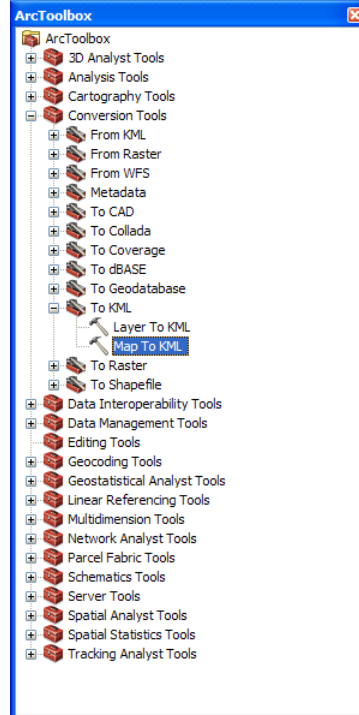 ArcToolbox
ArcToolbox
3D Analyst Tools
Analysis Tools
Cartography Tools
Conversion Tools
From KML
From Raster
From WFS
Metadata
To CAD
To Collada
To Coverage
To dBASE
To Geodatabase
To KML
Layer To KML
Map To KML
To Raster
To Shapefile
Data Interoperability Tools
Data Management Tools
Editing Tools
Geocoding Tools
Geostatistical Analyst Tools
Linear Referencing Tools
Multidimension Tools
Network Analyst Tools
Parcel Fabric Tools
Schematics Tools
Server Tools
Spatial Analyst Tools
Spatial Statistics Tools
Tracking Analyst Tools